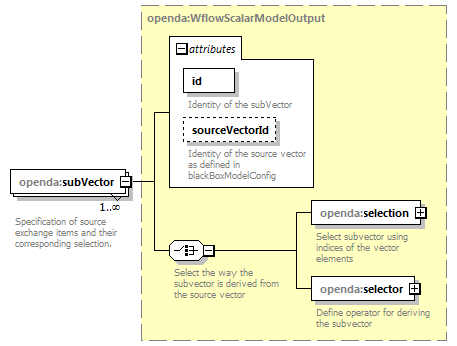 openda:WflowScalarModelOutput
attributes
id
Identity of the subVector
sourceVectorId
Identity of the source vector
as defined in
blackBoxModelConfig
openda:subVector
1..∞
Specification of source
exchange items and their
corresponding selection.
Select the way the
subvector is derived from
the source vector
openda:selection
Select subvector using
indices of the vector
elements
openda:selector
Define operator for deriving
the subvector